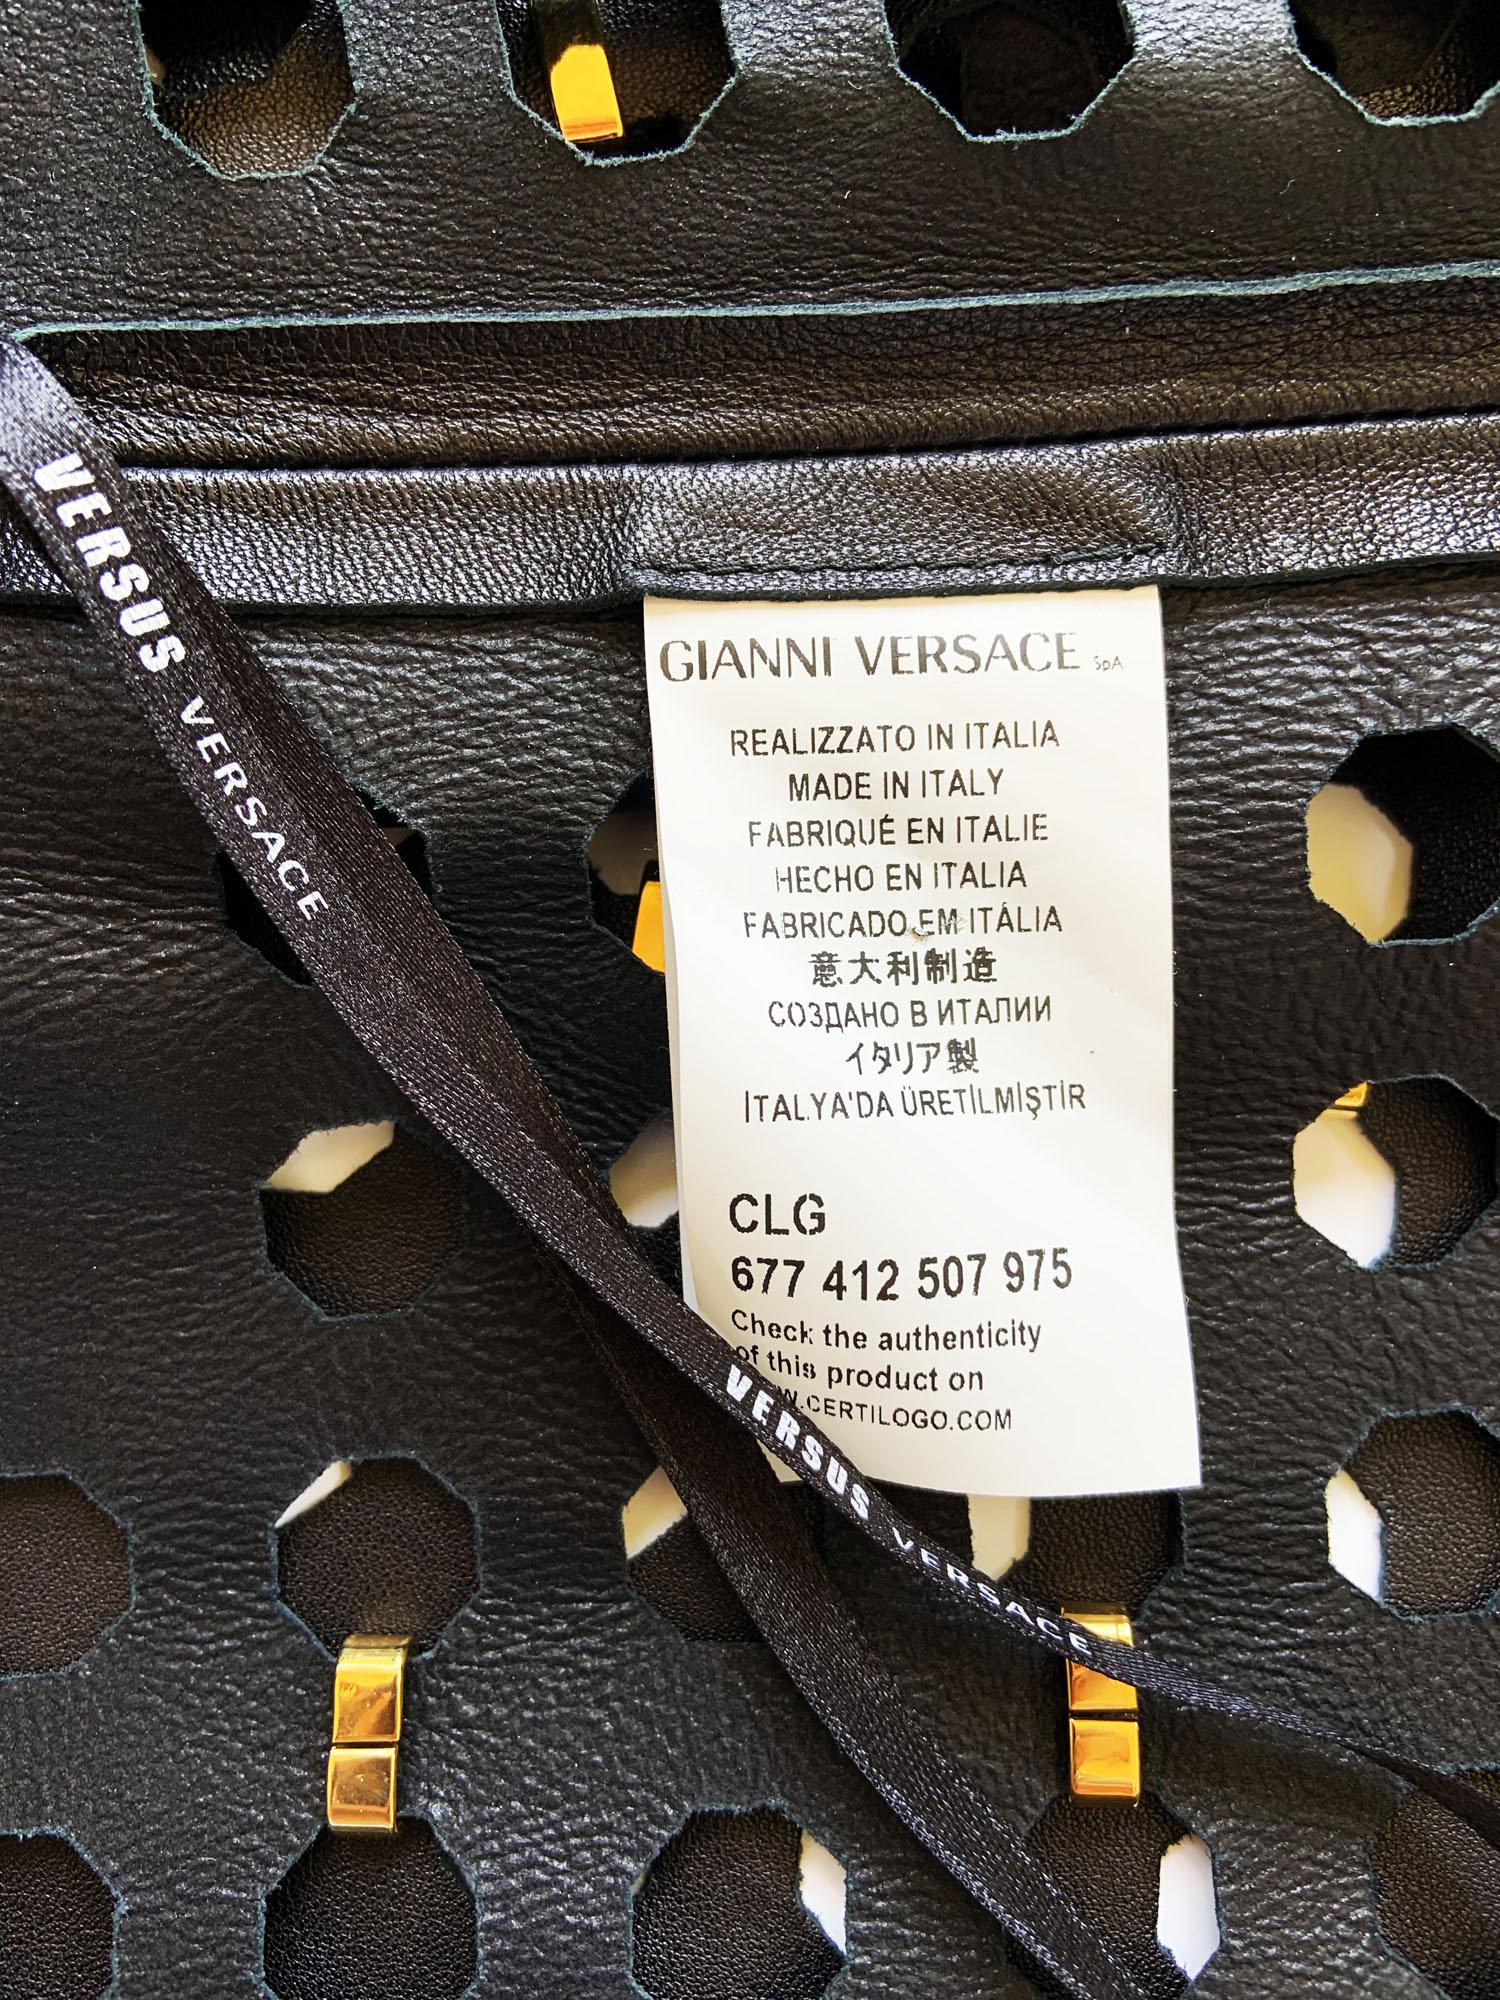 VERSUS VERSACE
GIANNI VERSACE SpA
REALIZZATO IN ITALIA
MADE IN ITALY
FABRIQUÉ EN ITALIE
HECHO EN ITALIA
FABRICADO EM ITÁLIA
意大利制造
СОЗДАНО В ИТАЛИИ
イタリア製
İTALYA'DA ÜRETİLMİŞTİR
CLG
677 412 507 975
Check the authenticity
of this product on
W.CERTILOGO.COM
VERSUS VERSACE